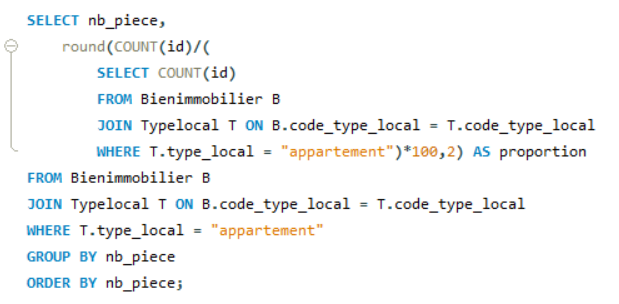 SELECT nb_piece,
round(COUNT(id)/(
SELECT COUNT(id)
FROM Bienimmobilier B
JOIN Typelocal T ON B.code_type_local = T.code_type_local
WHERE T.type_local = "appartement")*100,2) AS proportion
FROM Bienimmobilier B
JOIN Typelocal T ON B.code_type_local = T.code_type_local
WHERE T.type_local = "appartement"
GROUP BY nb_piece
ORDER BY nb_piece;